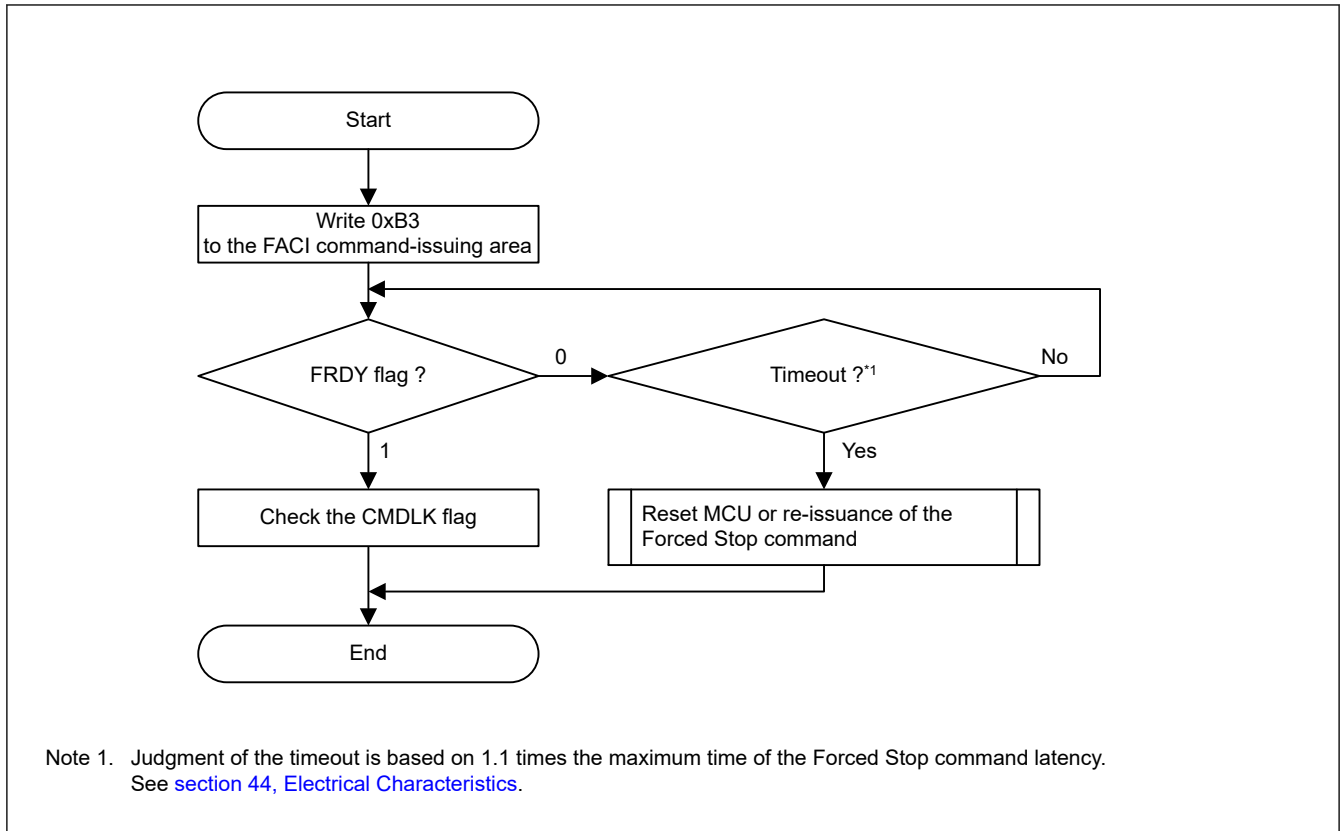 Start
Write 0xB3
to the FACI command-issuing area
FRDY flag ?
0
Timeout ?*1
No
1
Yes
Check the CMDLK flag
Reset MCU or re-issuance of the
Forced Stop command
End
Note 1. Judgment of the timeout is based on 1.1 times the maximum time of the Forced Stop command latency.
See section 44, Electrical Characteristics.